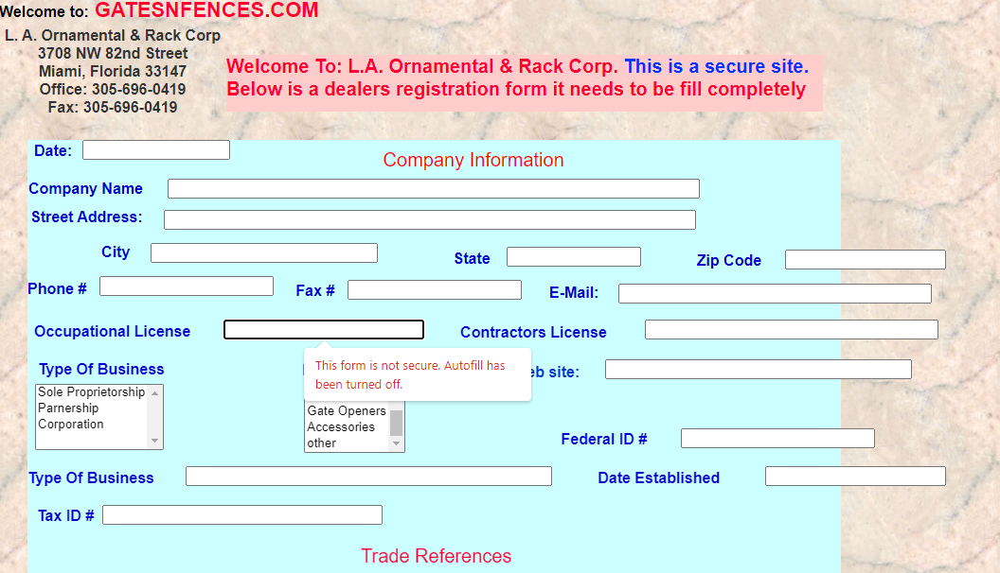 Welcome to: GATESNFENCES.COM
L. A. Ornamental & Rack Corp
3708 NW 82nd Street
Miami, Florida 33147
Office: 305-696-0419
Fax: 305-696-0419
Welcome To: L.A. Ornamental & Rack Corp. This is a secure site.
Below is a dealers registration form it needs to be fill completely
Date:
Company Information
Company Name
Street Address:
City State Zip Code
Phone # Fax # E-Mail:
Occupational License Contractors License
This form is not secure. Autofill has
been turned off.
Type Of Business eb site:
Sole Proprietorship
Parnership
Corporation
Gate Openers
Accessories
other
Federal ID #
Type Of Business Date Established
Tax ID #
Trade References